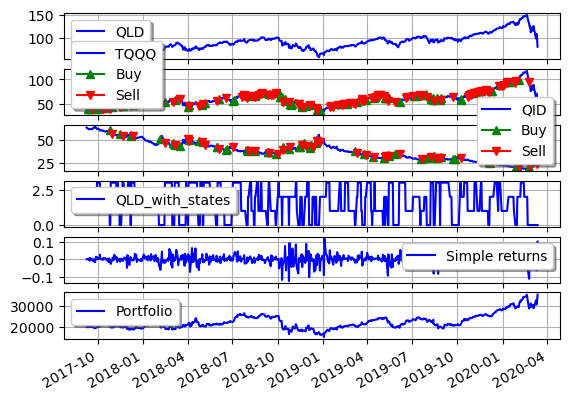 150
100
QLD
TQQQ
Buy
Sell
100
50
QID
Buy
Sell
50
25
2.5
0.0
QLD_with_states
0.1
0.0
−0.1
Simple returns
30000
20000
Portfolio
2017-10
2018-01
2018-04
2018-07
2018-10
2019-01
2019-04
2019-07
2019-10
2020-01
2020-04